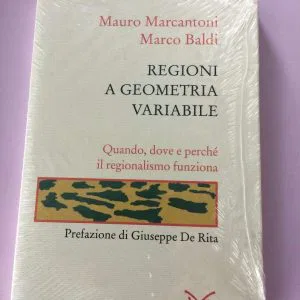 Mauro Marcantoni
Marco Baldi
REGIONI
A GEOMETRIA
VARIABILE
Quando, dove e perché
il regionalismo funziona
Prefazione di Giuseppe De Rita